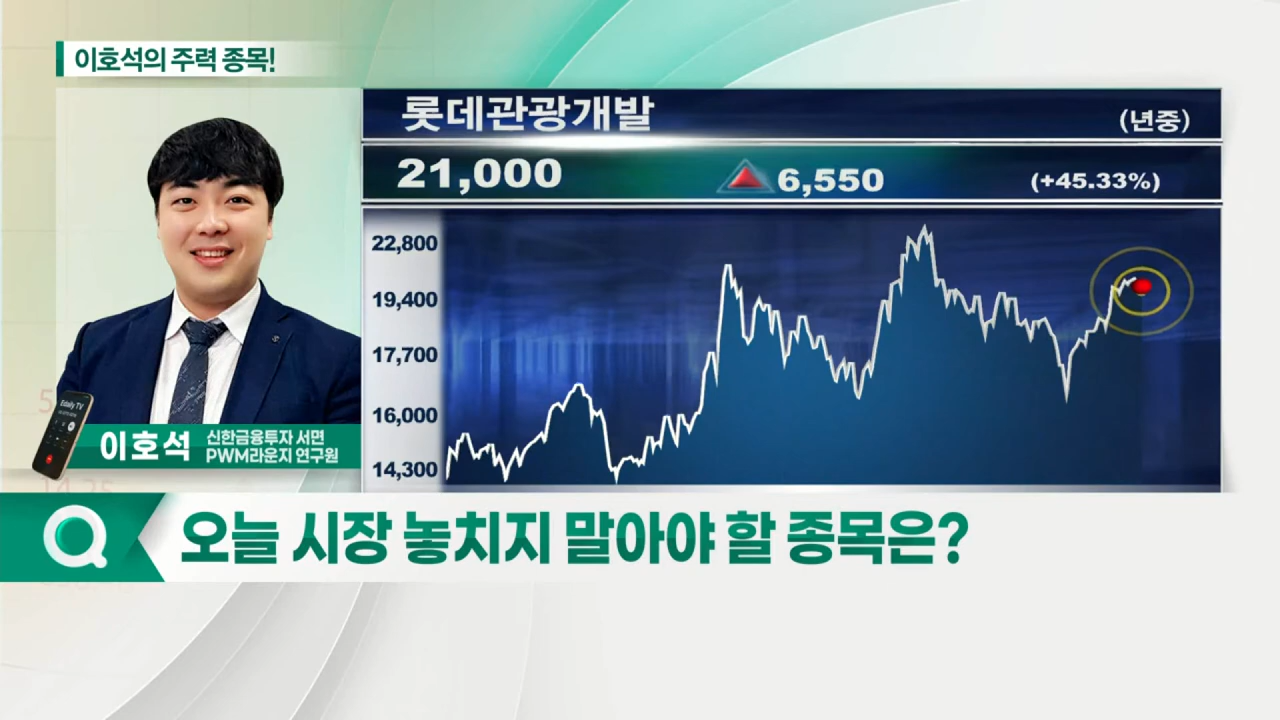 이호석의 주력 종목!
롯데관광개발
(년중)
21,000
6,550
(+45.33%)
22,800
19,400
17,700
16,000
14,300
이호석
신한금융투자 서면
PWM라운지 연구원
오늘 시장 놓치지 말아야 할 종목은?